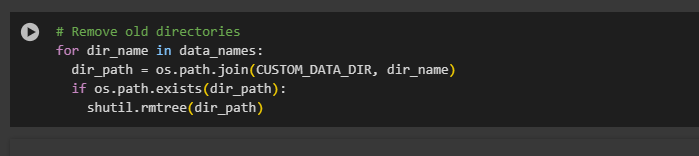 # Remove old directories
for dir_name in data_names:
  dir_path = os.path.join(CUSTOM_DATA_DIR, dir_name)
  if os.path.exists(dir_path):
    shutil.rmtree(dir_path)